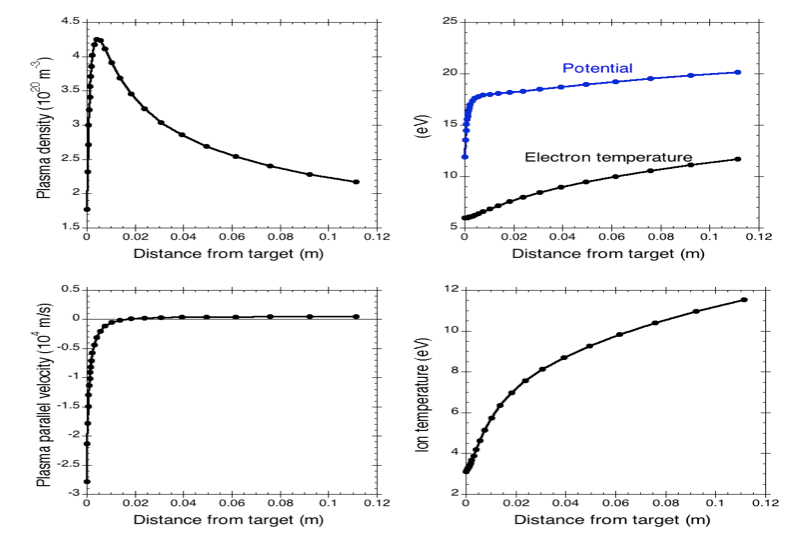 4.5
4
3.5
3
2.5
2
1.5
Plasma density (10^20 m^-3)
0 0.02 0.04 0.06 0.08 0.1 0.12
Distance from target (m)
25
20
15
10
5
(eV)
Potential
Electron temperature
0 0.02 0.04 0.06 0.08 0.1 0.12
Distance from target (m)
0.5
0
-0.5
-1
-1.5
-2
-2.5
-3
Plasma parallel velocity (10^4 m/s)
0 0.02 0.04 0.06 0.08 0.1 0.12
Distance from target (m)
12
10
8
6
4
2
Ion temperature (eV)
0 0.02 0.04 0.06 0.08 0.1 0.12
Distance from target (m)